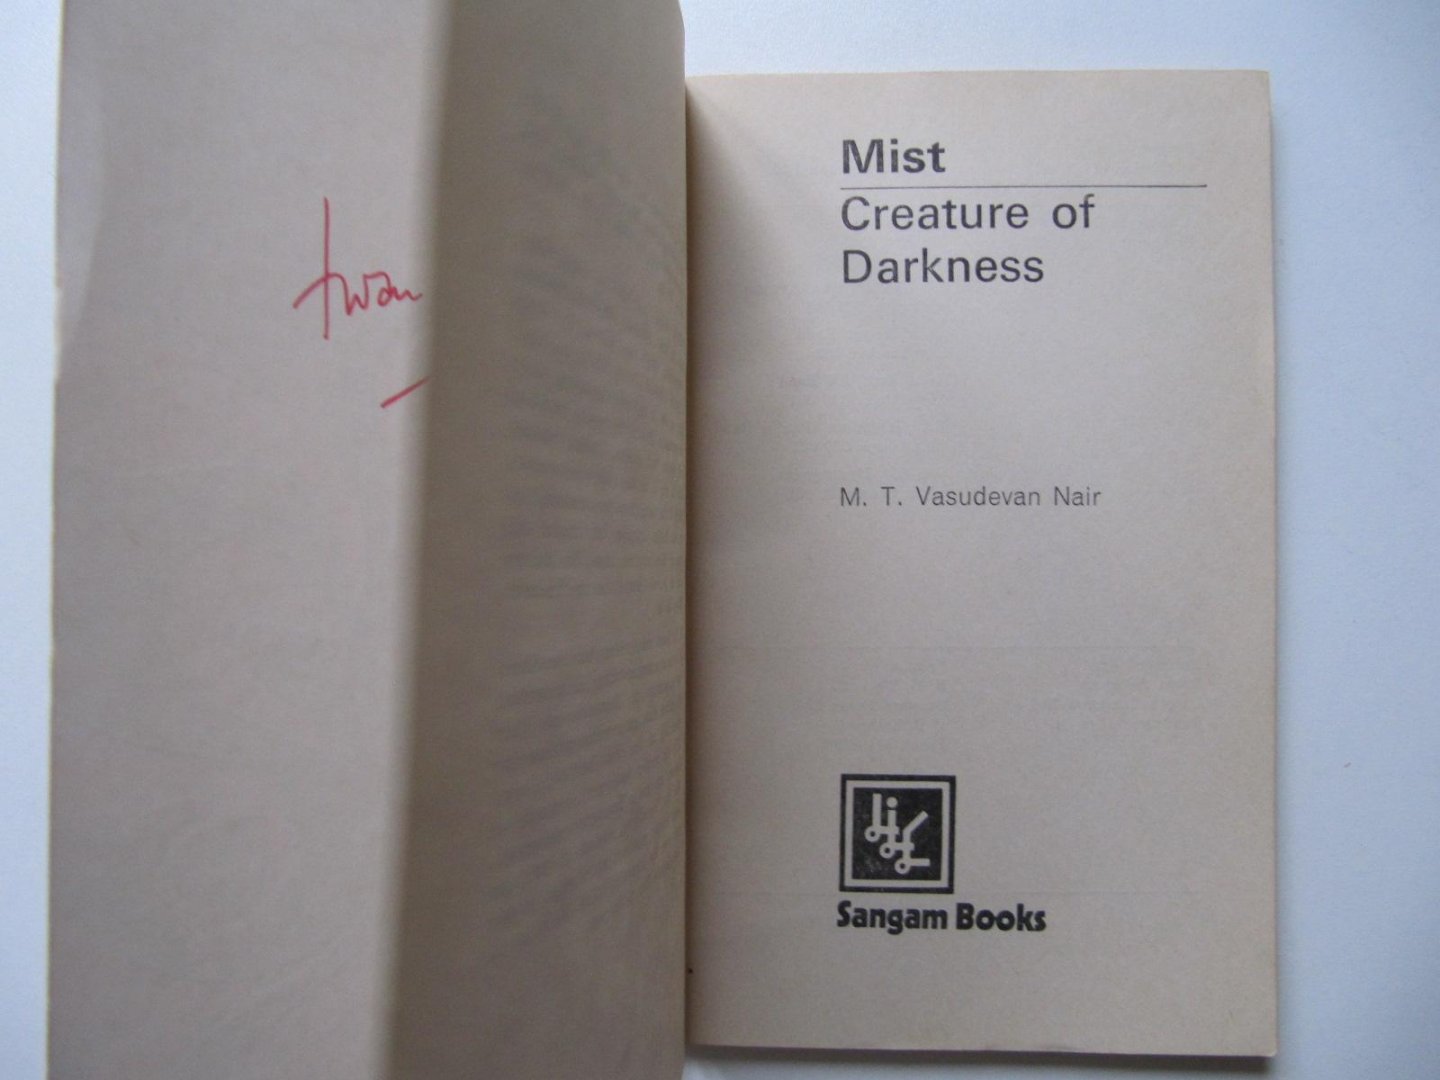 Mist
Creature of
Darkness
M. T. Vasudevan Nair
Sangam Books